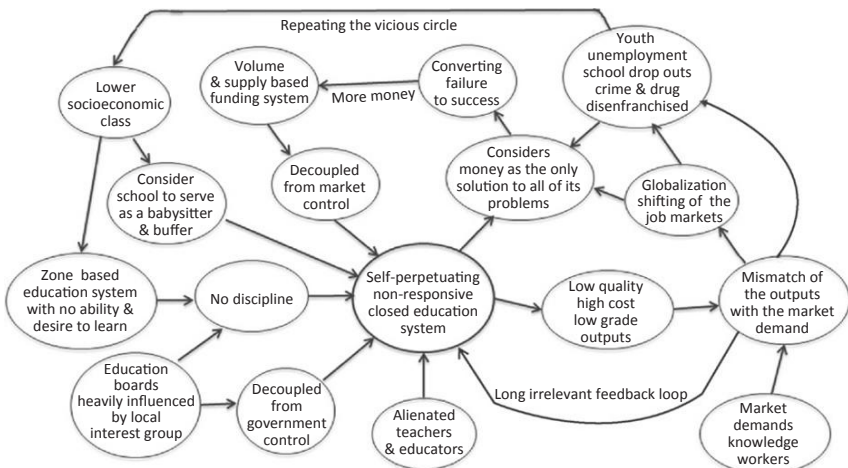 Repeating the vicious circle
Youth
unemployment
school drop outs
crime & drug
disenfranchised
Volume
& supply based
funding system
More money
Converting
failure
to success
Lower
socioeconomic
class
Consider
school to serve
as a babysitter
& buffer
Decoupled
from market
control
Considers
money as the only
solution to all of its
problems
Globalization
shifting of the
job markets
Zone based
education system
with no ability &
desire to learn
No discipline
Self-perpetuating
non-responsive
closed education
system
Low quality
high cost
low grade
outputs
Mismatch of
the outputs
with the market
demand
Education
boards
heavily influenced
by local
interest group
Decoupled
from
government
control
Alienated
teachers
& educators
Long irrelevant feedback loop
Market
demands
knowledge
workers